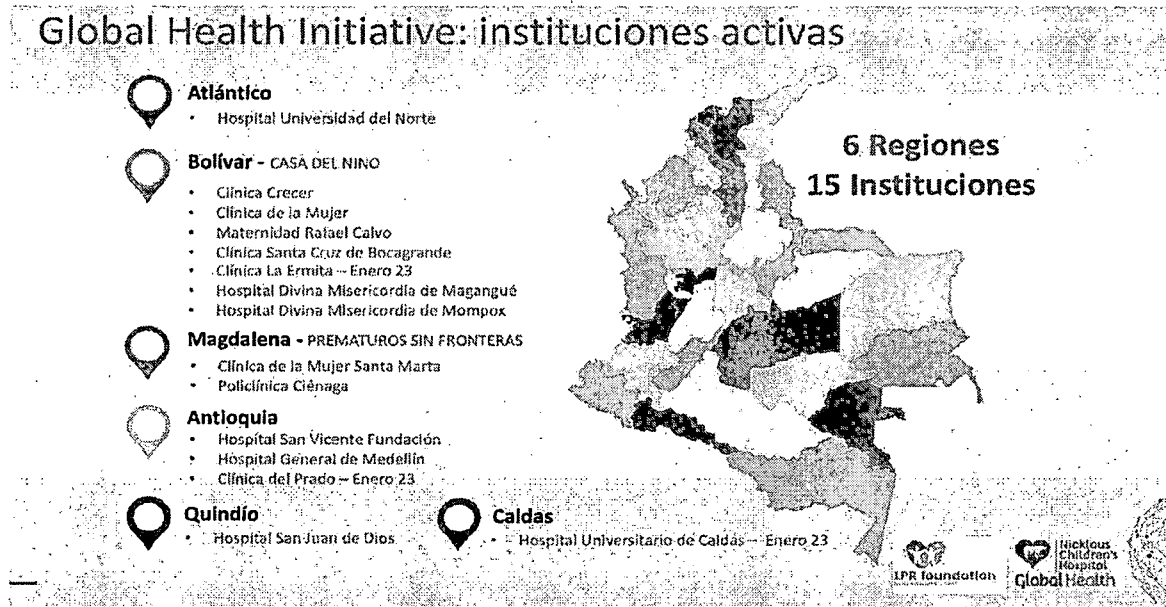 Global Health Initiative: instituciones activas
Atlántico
• Hospital Universidad del Norte
Bolívar - CASA DEL NINO
• Clínica Crecer
• Clínica de la Mujer
• Maternidad Rafael Calvo
• Clínica Santa Cruz de Bocagrande
• Clínica La Ermita – Enero 23
• Hospital Divina Misericordia de Magangué
• Hospital Divina Misericordia de Mompox
Magdalena - PREMATUROS SIN FRONTERAS
• Clínica de la Mujer Santa Marta
• Policlínica Ciénaga
Antioquia
• Hospital San Vicente Fundación
• Hospital General de Medellín
• Clínica del Prado – Enero 23
Quindío
• Hospital San Juan de Dios
Caldas
• Hospital Universitario de Caldas – Enero 23
6 Regiones
15 Instituciones
LPR foundation
Nicklaus
Children's
Hospital
Global Health